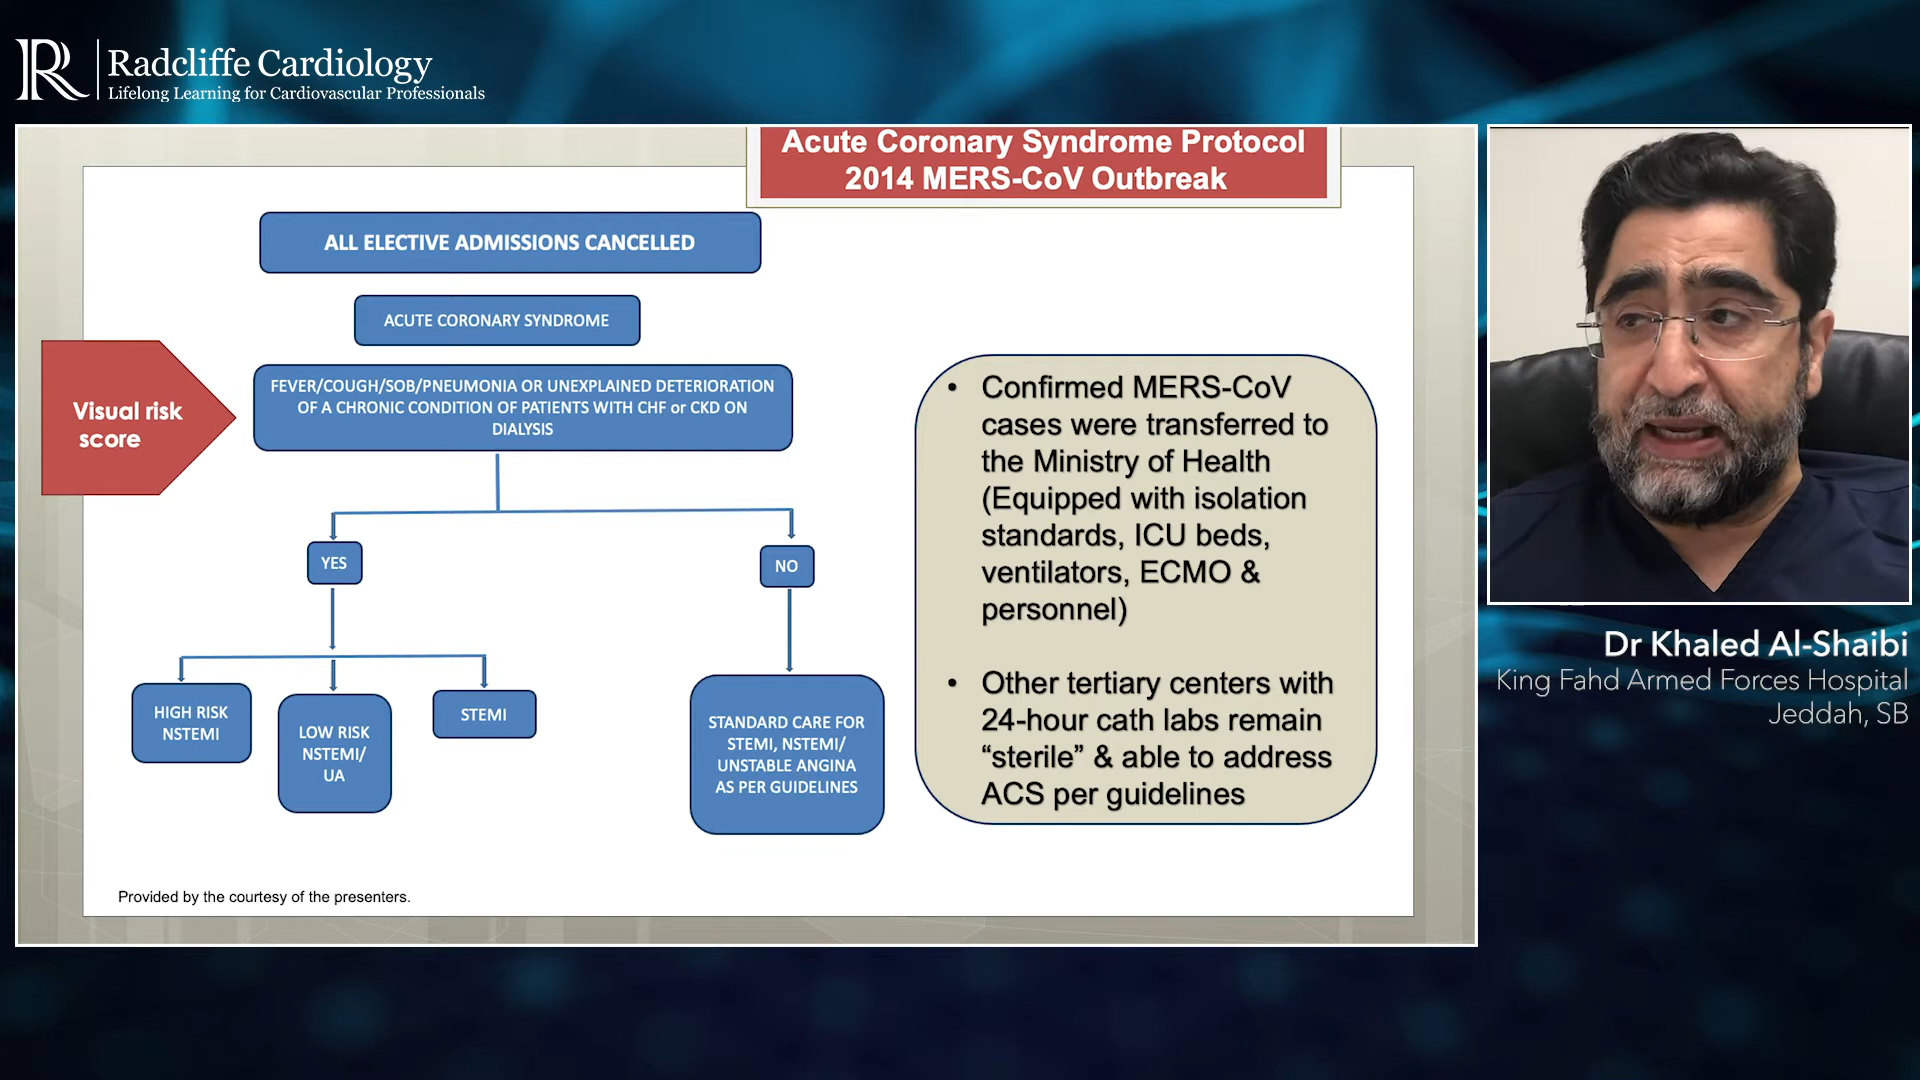 R
Radcliffe Cardiology
Lifelong Learning for Cardiovascular Professionals
Acute Coronary Syndrome Protocol
2014 MERS-CoV Outbreak
ALL ELECTIVE ADMISSIONS CANCELLED
ACUTE CORONARY SYNDROME
Visual risk
score
FEVER/COUGH/SOB/PNEUMONIA OR UNEXPLAINED DETERIORATION
OF A CHRONIC CONDITION OF PATIENTS WITH CHF or CKD ON
DIALYSIS
YES
NO
HIGH RISK
NSTEMI
LOW RISK
NSTEMI/
UA
STEMI
STANDARD CARE FOR
STEMI, NSTEMI/
UNSTABLE ANGINA
AS PER GUIDELINES
• Confirmed MERS-CoV
cases were transferred to
the Ministry of Health
(Equipped with isolation
standards, ICU beds,
ventilators, ECMO &
personnel)
• Other tertiary centers with
24-hour cath labs remain
“sterile” & able to address
ACS per guidelines
Provided by the courtesy of the presenters.
Dr Khaled Al-Shaibi
King Fahd Armed Forces Hospital
Jeddah, SB